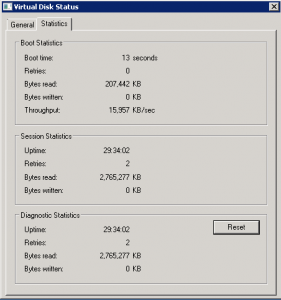 Virtual Disk Status
General Statistics
Boot Statistics
Boot time: 13 seconds
Retries: 0
Bytes read: 207,442 KB
Bytes written: 0 KB
Throughput: 15,957 KB/sec
Session Statistics
Uptime: 29:34:02
Retries: 2
Bytes read: 2,765,277 KB
Bytes written: 0 KB
Diagnostic Statistics
Reset
Uptime: 29:34:02
Retries: 2
Bytes read: 2,765,277 KB
Bytes written: 0 KB